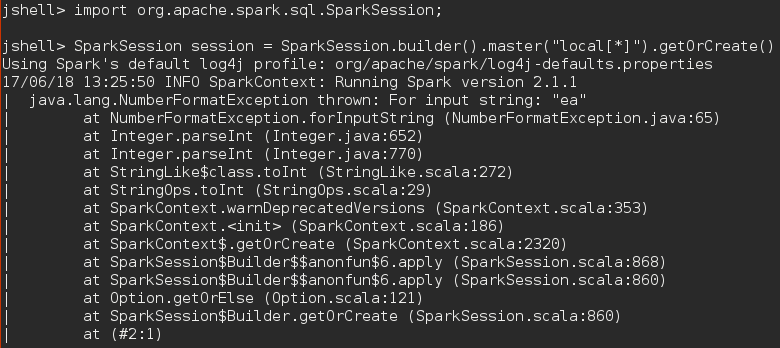 jshell> import org.apache.spark.sql.SparkSession;
jshell> SparkSession session = SparkSession.builder().master("local[*]").getOrCreate()
Using Spark's default log4j profile: org/apache/spark/log4j-defaults.properties
17/06/18 13:25:50 INFO SparkContext: Running Spark version 2.1.1
|  java.lang.NumberFormatException thrown: For input string: "ea"
|        at NumberFormatException.forInputString (NumberFormatException.java:65)
|        at Integer.parseInt (Integer.java:652)
|        at Integer.parseInt (Integer.java:770)
|        at StringLike$class.toInt (StringLike.scala:272)
|        at StringOps.toInt (StringOps.scala:29)
|        at SparkContext.warnDeprecatedVersions (SparkContext.scala:353)
|        at SparkContext.<init> (SparkContext.scala:186)
|        at SparkContext$.getOrCreate (SparkContext.scala:2320)
|        at SparkSession$Builder$$anonfun$6.apply (SparkSession.scala:868)
|        at SparkSession$Builder$$anonfun$6.apply (SparkSession.scala:860)
|        at Option.getOrElse (Option.scala:121)
|        at SparkSession$Builder.getOrCreate (SparkSession.scala:860)
|        at (#2:1)